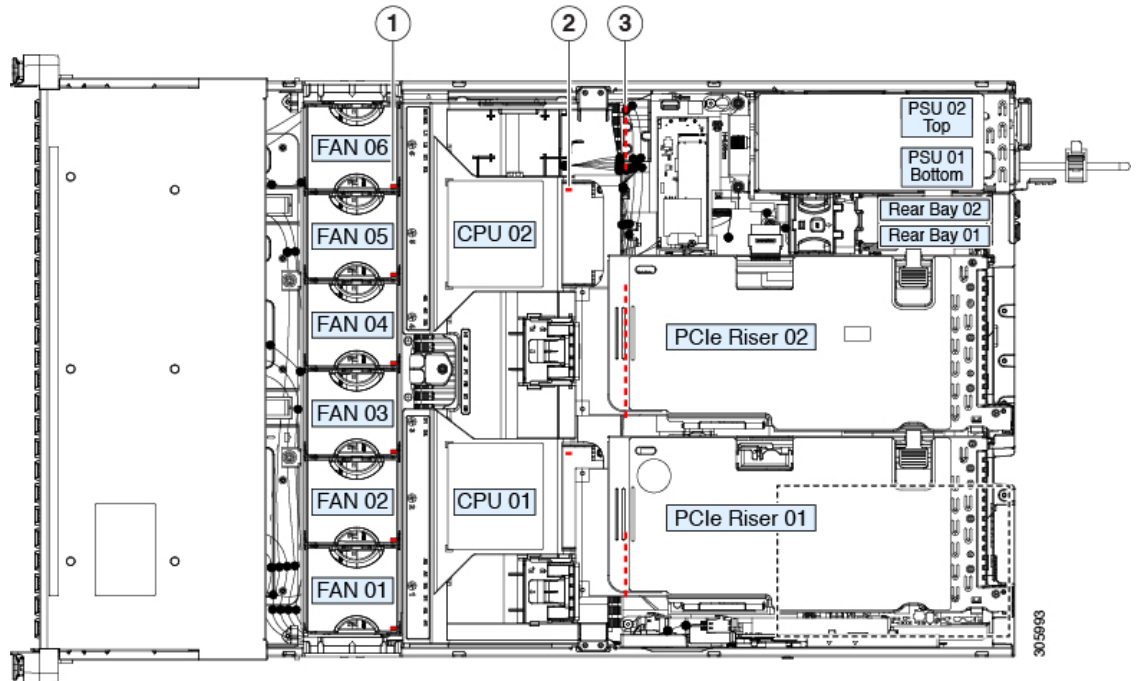 1 2 3
PSU 02
Top
FAN 06
PSU 01
Bottom
Rear Bay 02
FAN 05
CPU 02
Rear Bay 01
FAN 04
PCIe Riser 02
FAN 03
FAN 02
CPU 01
PCIe Riser 01
FAN 01
305993